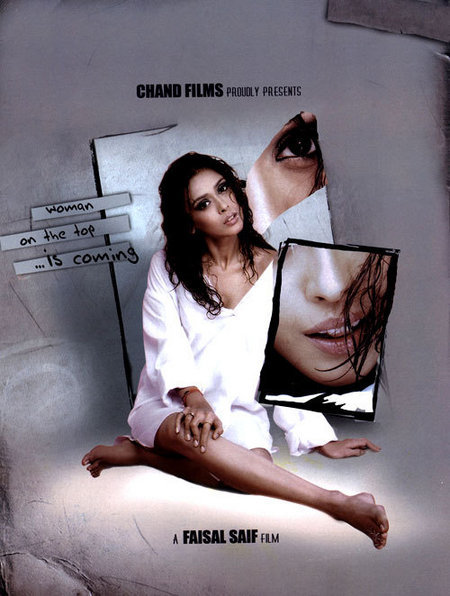 CHAND FILMS PROUDLY PRESENTS
woman
on the top
...is coming
A FAISAL SAIF FILM